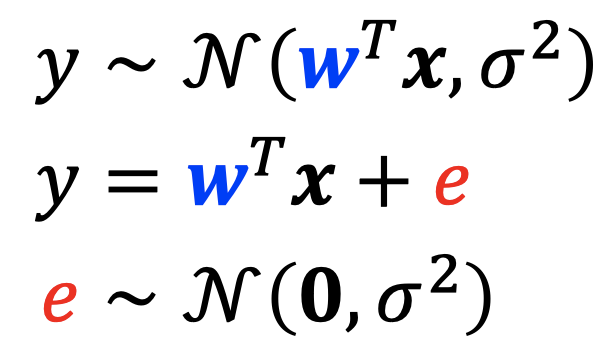 y ~ 𝒩(wᵀx, σ²)
y = wᵀx + e
e ~ 𝒩(0, σ²)